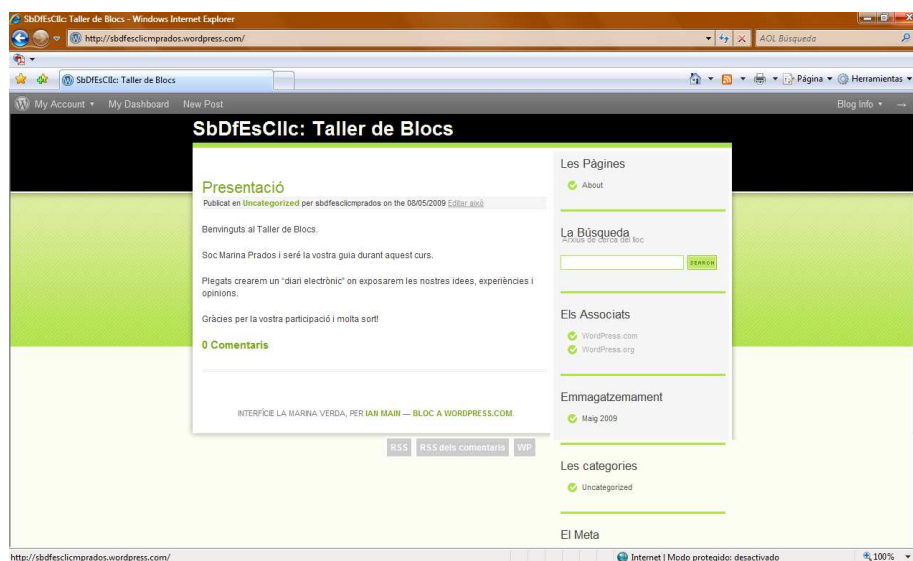 SbDfEsCllc: Taller de Blocs - Windows Internet Explorer
http://sbdfesclicmprados.wordpress.com/
AOL Búsqueda
SbDfEsCllc: Taller de Blocs
Página Herramientas
My Account My Dashboard New Post Blog Info
SbDfEsCllc: Taller de Blocs
Presentació
Publicat en Uncategorized per sbdfesclicmprados on the 08/05/2009 Editar això
Benvinguts al Taller de Blocs.
Soc Marina Prados i seré la vostra guia durant aquest curs.
Plegats crearem un "diari electrònic" on exposarem les nostres idees, experiències i
opinions.
Gràcies per la vostra participació i molta sort!
0 Comentaris
INTERFÍCIE LA MARINA VERDA, PER IAN MAIN — BLOC A WORDPRESS.COM.
RSS RSS dels comentaris WP
Les Pàgines
About
La Búsqueda
Arxius de cerca del lloc
SEARCH
Els Associats
WordPress.com
WordPress.org
Emmagatzemament
Maig 2009
Les categories
Uncategorized
El Meta
http://sbdfesclicmprados.wordpress.com/
Internet | Modo protegido: desactivado
100%